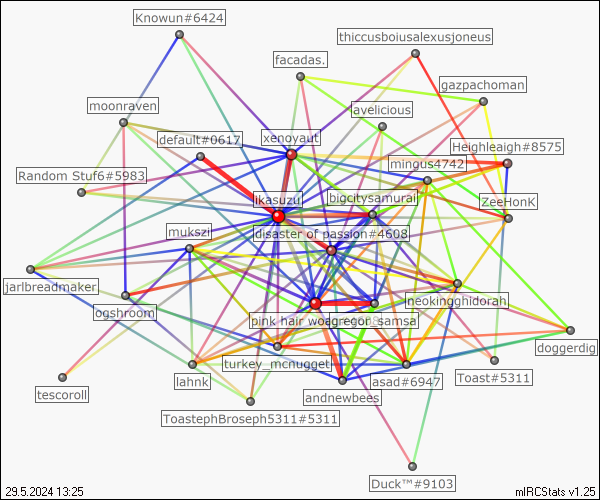 Knowun#6424
thiccusboiusalexusjoneus
facadas.
gazpachoman
moonraven
avelicious
default#0617
xenoyaut
Heighleaigh#8575
mingus4742
Random Stuf6#5983
ikasuzu
bigcitysamurai
ZeeHonK
mukszi
disaster of passion#4608
jarlbreadmaker
neokingghidorah
ogshroom
pink hair woa
gregor_samsa
turkey_mcnugget
doggerdig
lahnk
asad#6947
Toast#5311
tescoroll
andnewbees
ToastephBroseph5311#5311
Duck™#9103
29.5.2024 13:25
mIRCStats v1.25